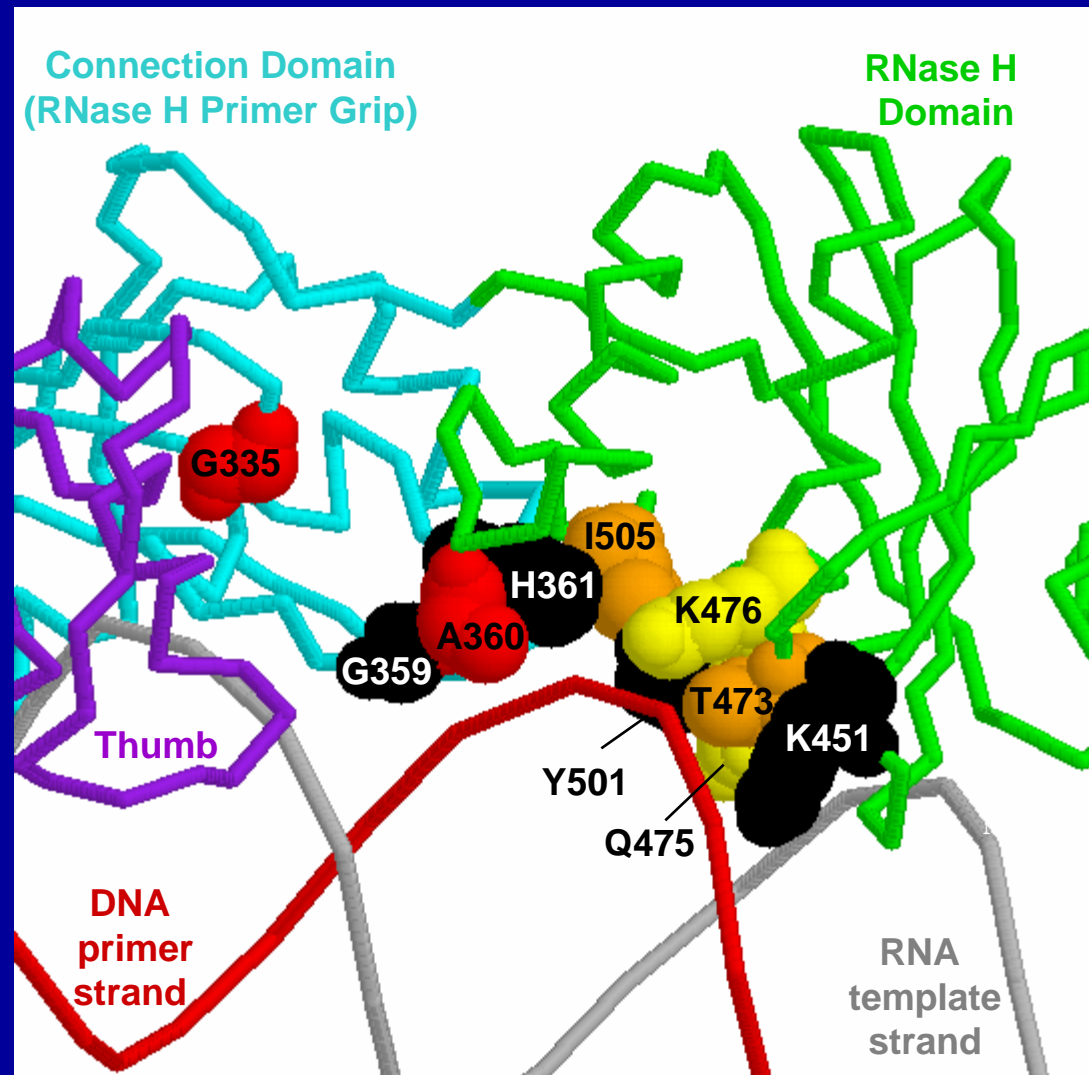 Connection Domain
(RNase H Primer Grip)
RNase H
Domain
G335
I505
H361
K476
A360
G359
T473
K451
Thumb
Y501
Q475
DNA
primer
strand
RNA
template
strand